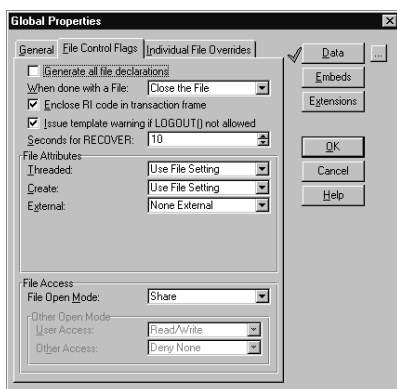 Global Properties
General File Control Flags Individual File Overrides
Data ...
Embeds
Extensions
OK
Cancel
Help
Generate all file declarations
When done with a File: Close the File
Enclose RI code in transaction frame
Issue template warning if LOGOUT() not allowed
Seconds for RECOVER: 10
File Attributes
Threaded: Use File Setting
Create: Use File Setting
External: None External
File Access
File Open Mode: Share
Other Open Mode
User Access: Read/Write
Other Access: Deny None